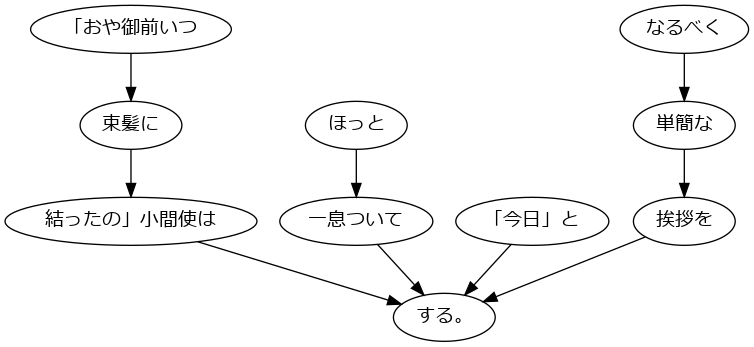 「おや御前いつ
なるべく
束髪に
ほっと
単簡な
結ったの」小間使は
一息ついて
「今日」と
挨拶を
する。